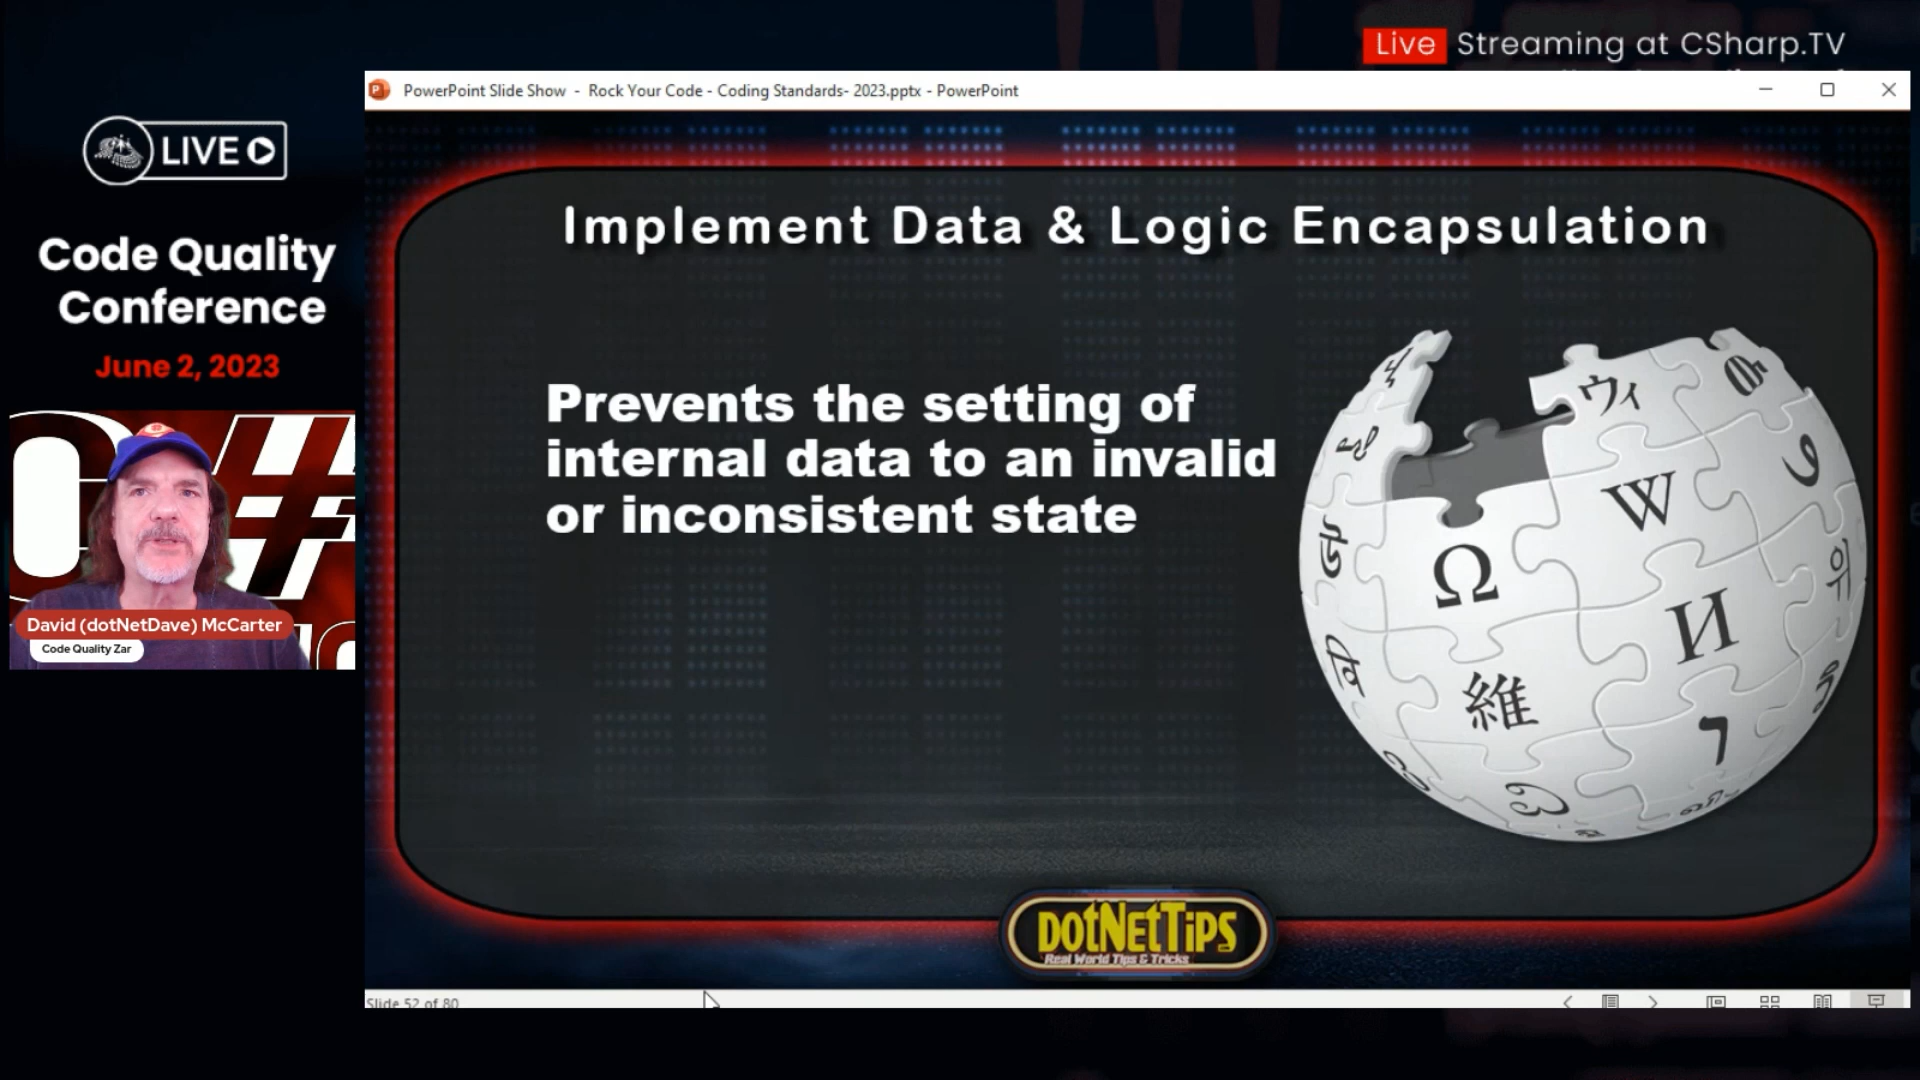 Live Streaming at CSharp.TV
PowerPoint Slide Show - Rock Your Code - Coding Standards- 2023.pptx - PowerPoint
LIVE
Code Quality
Conference
June 2, 2023
C#
David (dotNetDave) McCarter
Code Quality Zar
Implement Data & Logic Encapsulation
Prevents the setting of
internal data to an invalid
or inconsistent state
ウィ
W
Ω
И
위
維
ר
dotNetTips
Real World Tips & Tricks
Slide 52 of 80